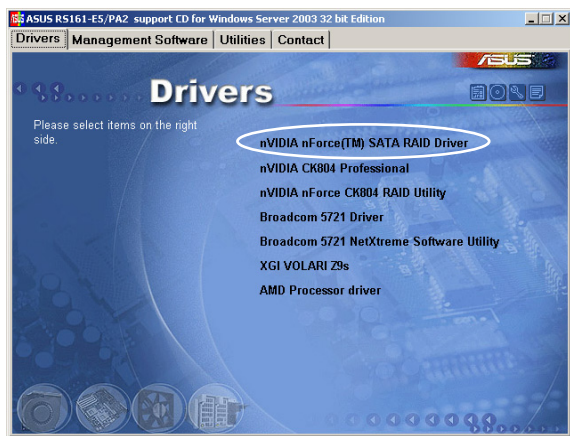 ASUS RS161-E5/PA2 support CD for Windows Server 2003 32 bit Edition
Drivers Management Software Utilities Contact
ASUS
Drivers
Please select items on the right
side.
nVIDIA nForce(TM) SATA RAID Driver
nVIDIA CK804 Professional
nVIDIA nForce CK804 RAID Utility
Broadcom 5721 Driver
Broadcom 5721 NetXtreme Software Utility
XGI VOLARI Z9s
AMD Processor driver